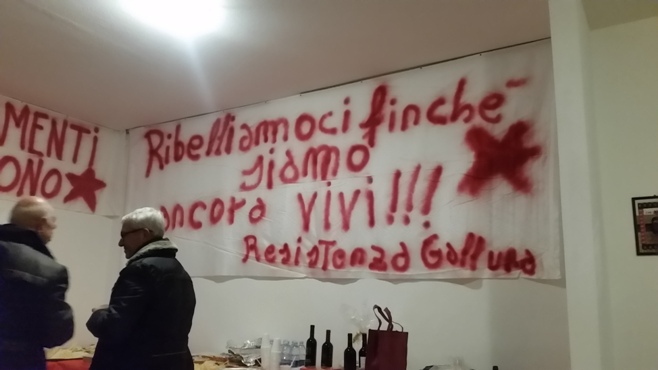 MENTI
ONO
Ribelliamoci finchè
siamo
ancora vivi!!!
Resistenza Gallura